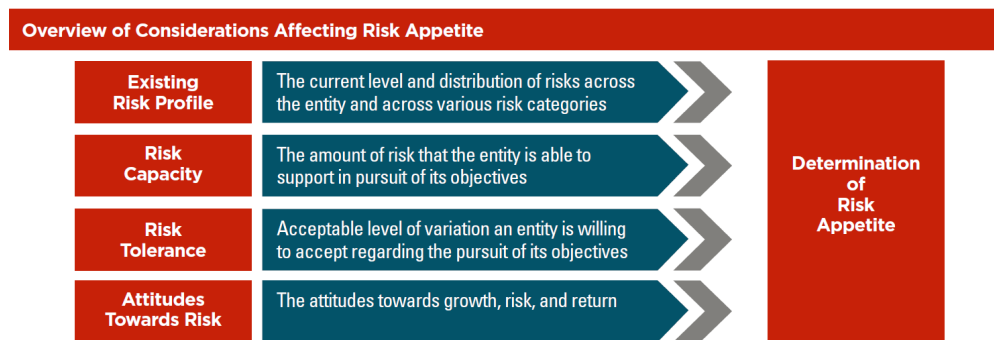 Overview of Considerations Affecting Risk Appetite
Existing
Risk Profile
The current level and distribution of risks across
the entity and across various risk categories
Risk
Capacity
The amount of risk that the entity is able to
support in pursuit of its objectives
Risk
Tolerance
Acceptable level of variation an entity is willing
to accept regarding the pursuit of its objectives
Attitudes
Towards Risk
The attitudes towards growth, risk, and return
Determination
of
Risk
Appetite